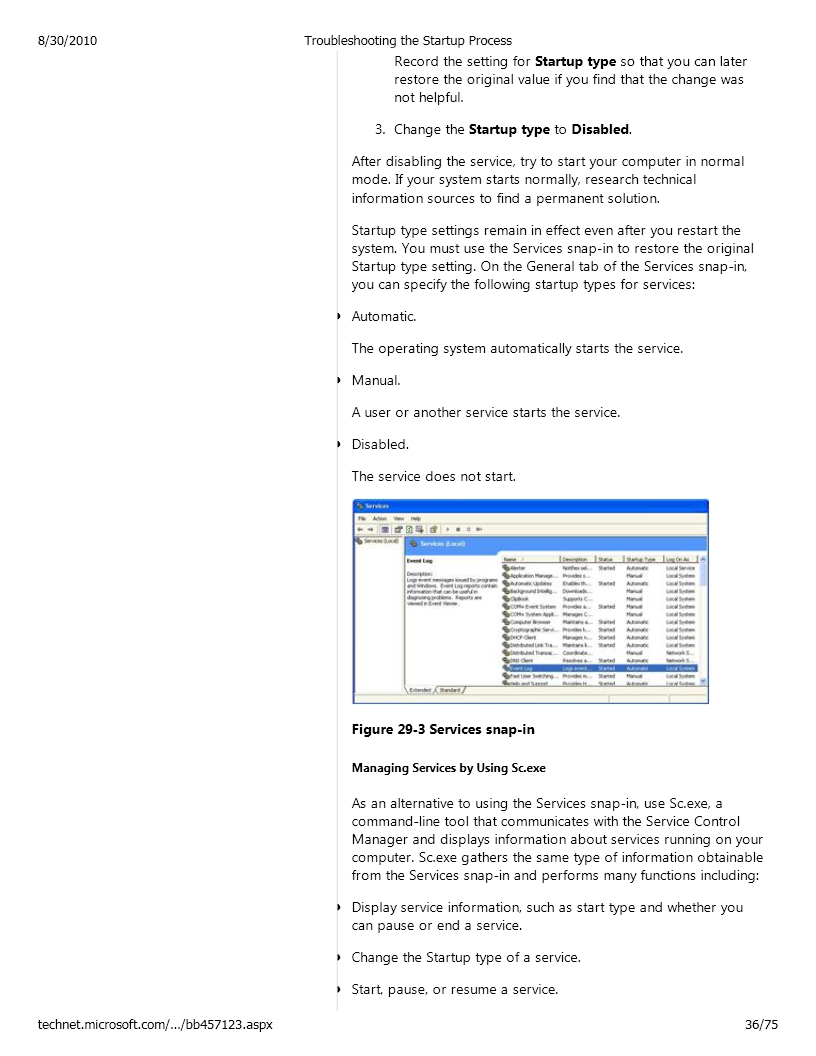 8/30/2010
Troubleshooting the Startup Process
Record the setting for Startup type so that you can later
restore the original value if you find that the change was
not helpful.
3. Change the Startup type to Disabled.
After disabling the service, try to start your computer in normal
mode. If your system starts normally, research technical
information sources to find a permanent solution.
Startup type settings remain in effect even after you restart the
system. You must use the Services snap-in to restore the original
Startup type setting. On the General tab of the Services snap-in,
you can specify the following startup types for services:
Automatic.
The operating system automatically starts the service.
Manual.
A user or another service starts the service.
Disabled.
The service does not start.
Services
File Action View Help
Services (Local)
Services (Local)
Event Log
Description:
Logs event messages issued by programs
and Windows. Event Log reports contain
information that can be useful in
diagnosing problems. Reports are
viewed in Event Viewer.
Name Description Status Startup Type Log On As
Alerter Notifies sel... Started Automatic Local Service
Application Manage... Provides s... Manual Local System
Automatic Updates Enables th... Started Automatic Local System
Background Intellig... Downloads... Manual Local System
ClipBook Supports C... Manual Local System
COM+ Event System Provides a... Started Manual Local System
COM+ System Appli... Manages C... Manual Local System
Computer Browser Maintains a... Started Automatic Local System
Cryptographic Servi... Provides k... Started Automatic Local System
DHCP Client Manages n... Started Automatic Local System
Distributed Link Tra... Maintains li... Started Automatic Local System
Distributed Transac... Coordinate... Manual Network S...
DNS Client Resolves a... Started Automatic Network S...
Event Log Logs event... Started Automatic Local System
Fast User Switching... Provides m... Started Manual Local System
Help and Support Provides H... Started Automatic Local System
Extended Standard
Figure 29-3 Services snap-in
Managing Services by Using Sc.exe
As an alternative to using the Services snap-in, use Sc.exe, a
command-line tool that communicates with the Service Control
Manager and displays information about services running on your
computer. Sc.exe gathers the same type of information obtainable
from the Services snap-in and performs many functions including:
Display service information, such as start type and whether you
can pause or end a service.
Change the Startup type of a service.
Start, pause, or resume a service.
technet.microsoft.com/.../bb457123.aspx
36/75